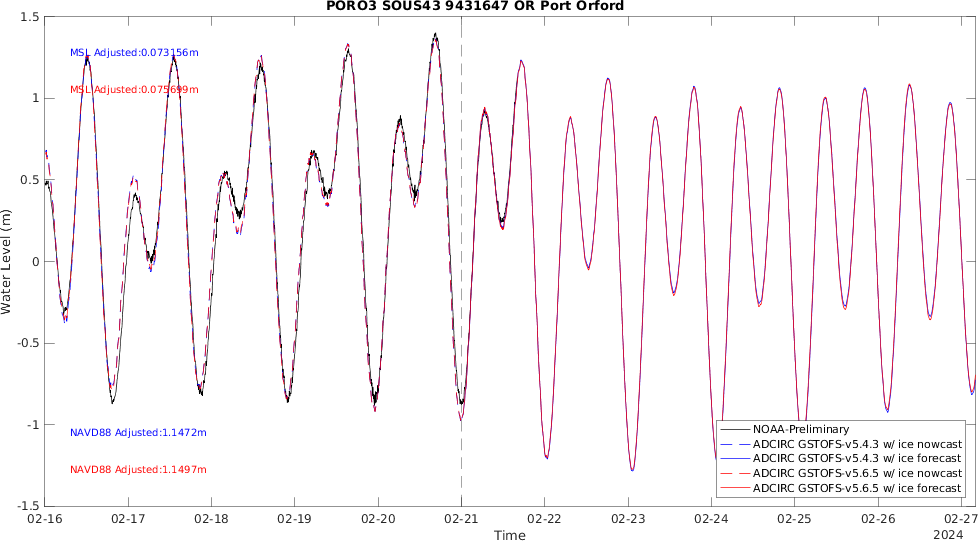 PORO3 SOUS43 9431647 OR Port Orford
1.5
1
0.5
0
-0.5
-1
-1.5
Water Level (m)
MSL Adjusted:0.073156m
MSL Adjusted:0.075699m
NAVD88 Adjusted:1.1472m
NAVD88 Adjusted:1.1497m
NOAA-Preliminary
ADCIRC GSTOFS-v5.4.3 w/ ice nowcast
ADCIRC GSTOFS-v5.4.3 w/ ice forecast
ADCIRC GSTOFS-v5.6.5 w/ ice nowcast
ADCIRC GSTOFS-v5.6.5 w/ ice forecast
02-16 02-17 02-18 02-19 02-20 02-21 02-22 02-23 02-24 02-25 02-26 02-27
2024
Time